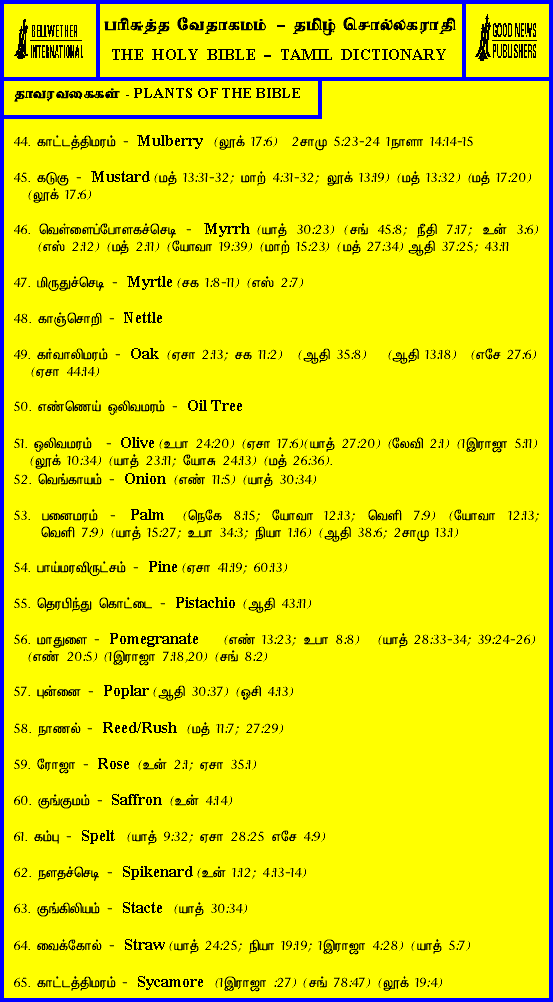 BELLWETHER
INTERNATIONAL
பரிசுத்த வேதாகமம் – தமிழ் சொல்லகராதி
THE HOLY BIBLE – TAMIL DICTIONARY
GOOD NEWS
PUBLISHERS
தாவரவகைகள் - PLANTS OF THE BIBLE
44. காட்டத்திமரம் - Mulberry (லூக் 17:6) 2சாமு 5:23-24 1நாளா 14:14-15
45. கடுகு - Mustard (மத் 13:31-32; மாற் 4:31-32; லூக் 13:19) (மத் 13:32) (மத் 17:20)
(லூக் 17:6)
46. வெள்ளைப்போளகச்செடி - Myrrh (யாத் 30:23) (சங் 45:8; நீதி 7:17; உன் 3:6)
(எஸ் 2:12) (மத் 2:11) (யோவா 19:39) (மாற் 15:23) (மத் 27:34) ஆதி 37:25; 43:11
47. மிருதுச்செடி - Myrtle (சக 1:8-11) (எஸ் 2:7)
48. காஞ்சொறி - Nettle
49. கர்வாலிமரம் - Oak (ஏசா 2:13; சக 11:2) (ஆதி 35:8) (ஆதி 13:18) (எசே 27:6)
(ஏசா 44:14)
50. எண்ணெய் ஒலிவமரம் - Oil Tree
51. ஒலிவமரம் - Olive (உபா 24:20) (ஏசா 17:6)(யாத் 27:20) (லேவி 2:1) (1இராஜா 5:11)
(லூக் 10:34) (யாத் 23:11; யோசு 24:13) (மத் 26:36).
52. வெங்காயம் - Onion (எண் 11:5) (யாத் 30:34)
53. பனைமரம் - Palm (நெகே 8:15; யோவா 12:13; வெளி 7:9) (யோவா 12:13;
வெளி 7:9) (யாத் 15:27; உபா 34:3; நியா 1:16) (ஆதி 38:6; 2சாமு 13:1)
54. பாய்மரவிருட்சம் - Pine (ஏசா 41:19; 60:13)
55. தெரபிந்து கொட்டை - Pistachio (ஆதி 43:11)
56. மாதுளை - Pomegranate (எண் 13:23; உபா 8:8) (யாத் 28:33-34; 39:24-26)
(எண் 20:5) (1இராஜா 7:18,20) (சங் 8:2)
57. புன்னை - Poplar (ஆதி 30:37) (ஓசி 4:13)
58. நாணல் - Reed/Rush (மத் 11:7; 27:29)
59. ரோஜா - Rose (உன் 2:1; ஏசா 35:1)
60. குங்குமம் - Saffron (உன் 4:14)
61. கம்பு - Spelt (யாத் 9:32; ஏசா 28:25 எசே 4:9)
62. நளதச்செடி - Spikenard (உன் 1:12; 4:13-14)
63. குங்கிலியம் - Stacte (யாத் 30:34)
64. வைக்கோல் - Straw (யாத் 24:25; நியா 19:19; 1இராஜா 4:28) (யாத் 5:7)
65. காட்டத்திமரம் - Sycamore (1இராஜா :27) (சங் 78:47) (லூக் 19:4)